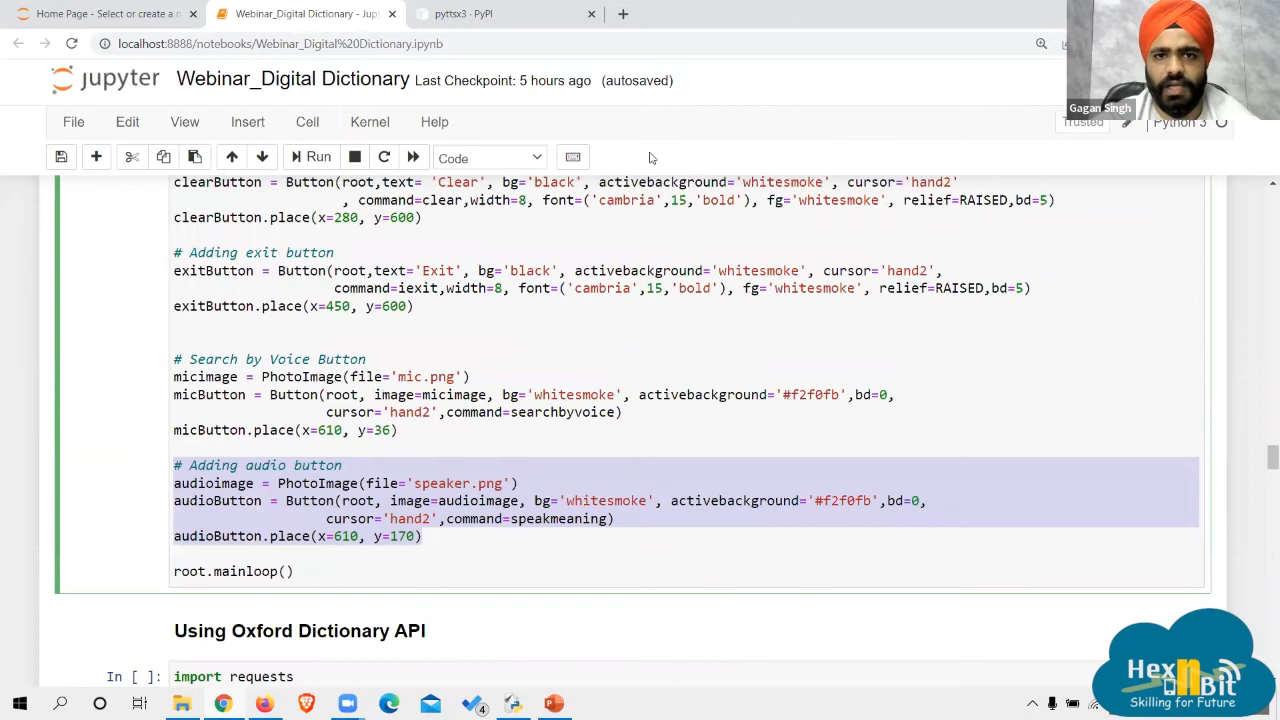 Home Page - Select or create a n
Webinar_Digital Dictionary - Jupy
pyttsx3 · PyPI
localhost:8888/notebooks/Webinar_Digital%20Dictionary.ipynb
jupyter Webinar_Digital Dictionary Last Checkpoint: 5 hours ago (autosaved)
Gagan Singh
File Edit View Insert Cell Kernel Help
Trusted Python 3
Run Code
clearButton = Button(root,text= 'Clear', bg='black', activebackground='whitesmoke', cursor='hand2'
, command=clear,width=8, font=('cambria',15,'bold'), fg='whitesmoke', relief=RAISED,bd=5)
clearButton.place(x=280, y=600)
# Adding exit button
exitButton = Button(root,text='Exit', bg='black', activebackground='whitesmoke', cursor='hand2',
command=iexit,width=8, font=('cambria',15,'bold'), fg='whitesmoke', relief=RAISED,bd=5)
exitButton.place(x=450, y=600)
# Search by Voice Button
micimage = PhotoImage(file='mic.png')
micButton = Button(root, image=micimage, bg='whitesmoke', activebackground='#f2f0fb',bd=0,
cursor='hand2',command=searchbyvoice)
micButton.place(x=610, y=36)
# Adding audio button
audioimage = PhotoImage(file='speaker.png')
audioButton = Button(root, image=audioimage, bg='whitesmoke', activebackground='#f2f0fb',bd=0,
cursor='hand2',command=speakmeaning)
audioButton.place(x=610, y=170)
root.mainloop()
Using Oxford Dictionary API
In [ ]: import requests
HexnBit
Skilling for Future
4